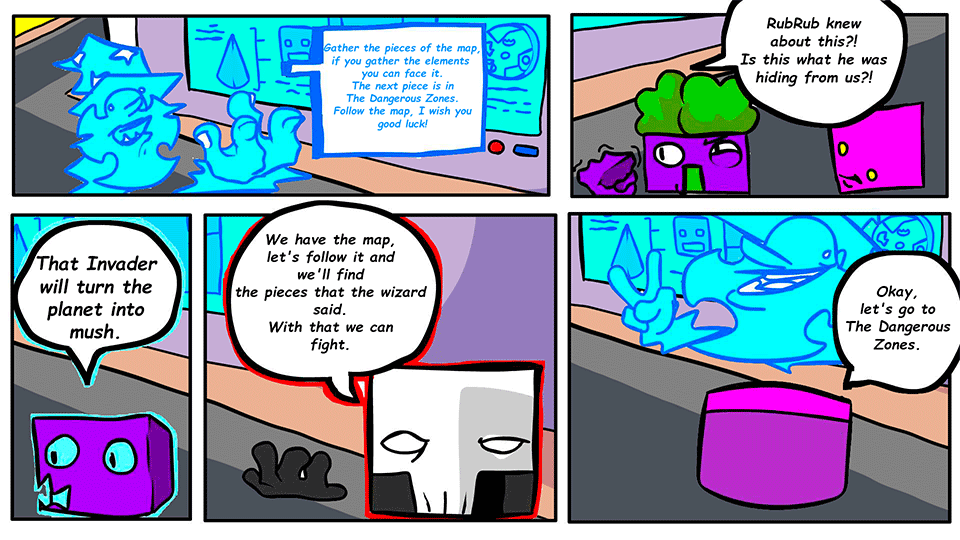 Gather the pieces of the map,
if you gather the elements
you can face it.
The next piece is in
The Dangerous Zones.
Follow the map, I wish you
good luck!
RubRub knew
about this?!
Is this what he was
hiding from us?!
That Invader
will turn the
planet into
mush.
We have the map,
let's follow it and
we'll find
the pieces that the wizard
said.
With that we can
fight.
Okay,
let's go to
The Dangerous
Zones.